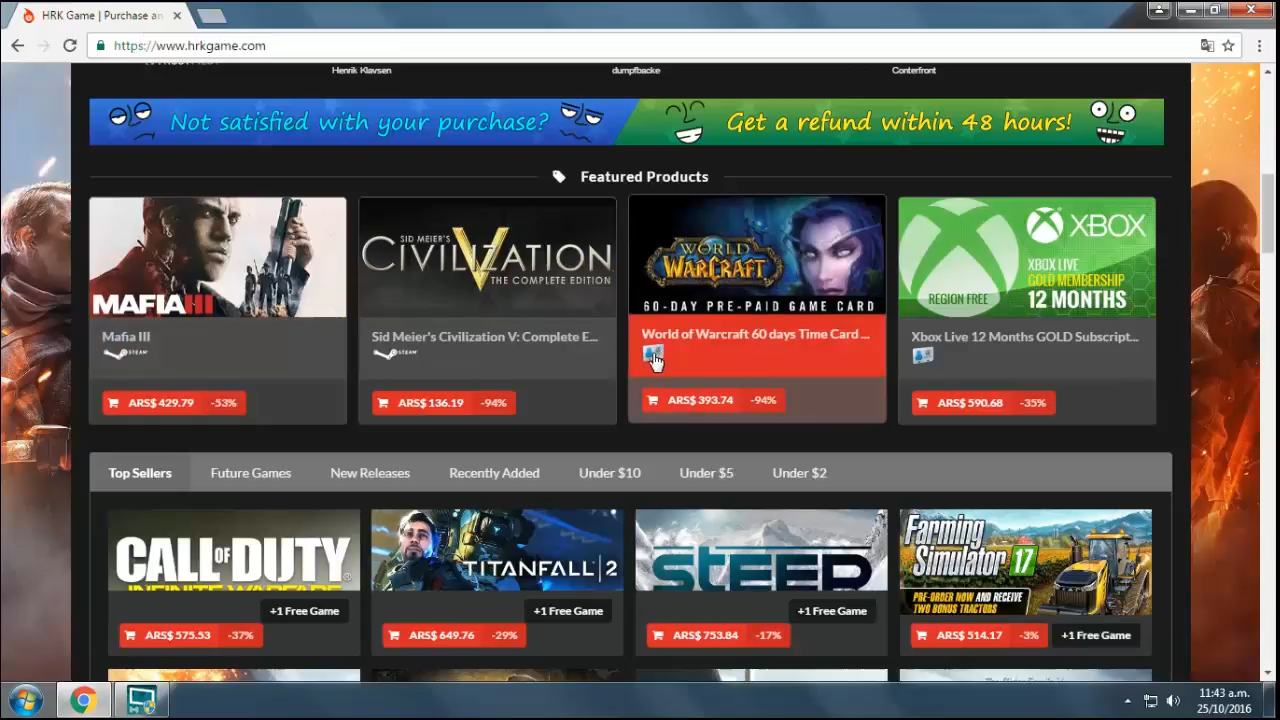 HRK Game | Purchase an
https://www.hrkgame.com
Henrik Klavsen
dumpfbacke
Conterfront
Not satisfied with your purchase?
Get a refund within 48 hours!
Featured Products
MAFIA III
SID MEIER'S
CIVILIZATION
THE COMPLETE EDITION
WORLD
WARCRAFT
60-DAY PRE-PAID GAME CARD
XBOX
XBOX LIVE
GOLD MEMBERSHIP
12 MONTHS
REGION FREE
Mafia III
STEAM
Sid Meier's Civilization V: Complete E...
STEAM
World of Warcraft 60 days Time Card ...
Xbox Live 12 Months GOLD Subscript...
ARS$ 429.79 -53%
ARS$ 136.19 -94%
ARS$ 393.74 -94%
ARS$ 590.68 -35%
Top Sellers Future Games New Releases Recently Added Under $10 Under $5 Under $2
CALL OF DUTY
INFINITE WARFARE
TITANFALL | 2
STEEP
Farming
Simulator 17
PRE-ORDER NOW AND RECEIVE
TWO BONUS TRACTORS
+1 Free Game
+1 Free Game
+1 Free Game
ARS$ 575.53 -37%
ARS$ 649.76 -29%
ARS$ 753.84 -17%
ARS$ 514.17 -3%
+1 Free Game
11:43 a.m.
25/10/2016